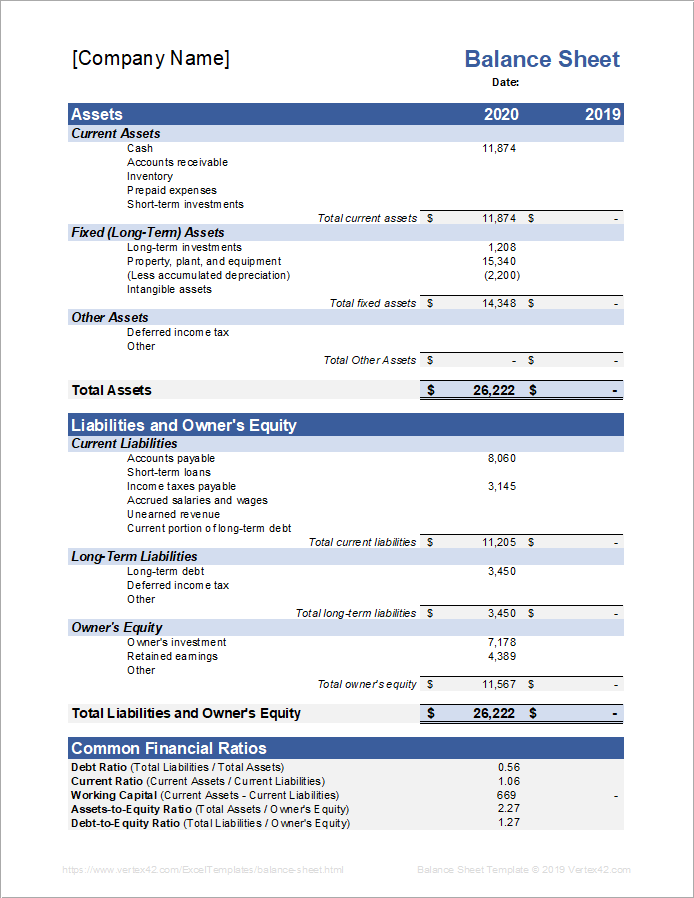 [Company Name] Balance Sheet
Date:
Assets 2020 2019
Current Assets
Cash 11,874
Accounts receivable
Inventory
Prepaid expenses
Short-term investments
Total current assets $ 11,874 $ -
Fixed (Long-Term) Assets
Long-term investments 1,208
Property, plant, and equipment 15,340
(Less accumulated depreciation) (2,200)
Intangible assets
Total fixed assets $ 14,348 $ -
Other Assets
Deferred income tax
Other
Total Other Assets $ - $ -
Total Assets $ 26,222 $ -
Liabilities and Owner's Equity
Current Liabilities
Accounts payable 8,060
Short-term loans
Income taxes payable 3,145
Accrued salaries and wages
Unearned revenue
Current portion of long-term debt
Total current liabilities $ 11,205 $ -
Long-Term Liabilities
Long-term debt 3,450
Deferred income tax
Other
Total long-term liabilities $ 3,450 $ -
Owner's Equity
Owner's investment 7,178
Retained earnings 4,389
Other
Total owner's equity $ 11,567 $ -
Total Liabilities and Owner's Equity $ 26,222 $ -
Common Financial Ratios
Debt Ratio (Total Liabilities / Total Assets) 0.56
Current Ratio (Current Assets / Current Liabilities) 1.06
Working Capital (Current Assets - Current Liabilities) 669 -
Assets-to-Equity Ratio (Total Assets / Owner's Equity) 2.27
Debt-to-Equity Ratio (Total Liabilities / Owner's Equity) 1.27
https://www.vertex42.com/ExcelTemplates/balance-sheet.html Balance Sheet Template © 2019 Vertex42.com